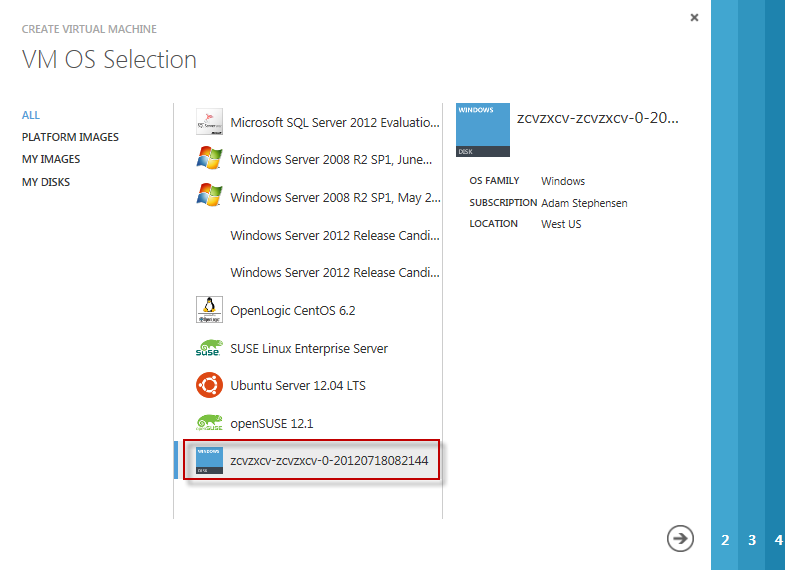 CREATE VIRTUAL MACHINE
VM OS Selection
ALL
PLATFORM IMAGES
MY IMAGES
MY DISKS
Microsoft SQL Server 2012 Evaluatio...
Windows Server 2008 R2 SP1, June...
Windows Server 2008 R2 SP1, May 2...
Windows Server 2012 Release Candi...
Windows Server 2012 Release Candi...
OpenLogic CentOS 6.2
SUSE
SUSE Linux Enterprise Server
Ubuntu Server 12.04 LTS
openSUSE
openSUSE 12.1
WINDOWS
DISK
zcvzxcv-zcvzxcv-0-20120718082144
WINDOWS
DISK
zcvzxcv-zcvzxcv-0-20...
OS FAMILY Windows
SUBSCRIPTION Adam Stephensen
LOCATION West US
2 3 4